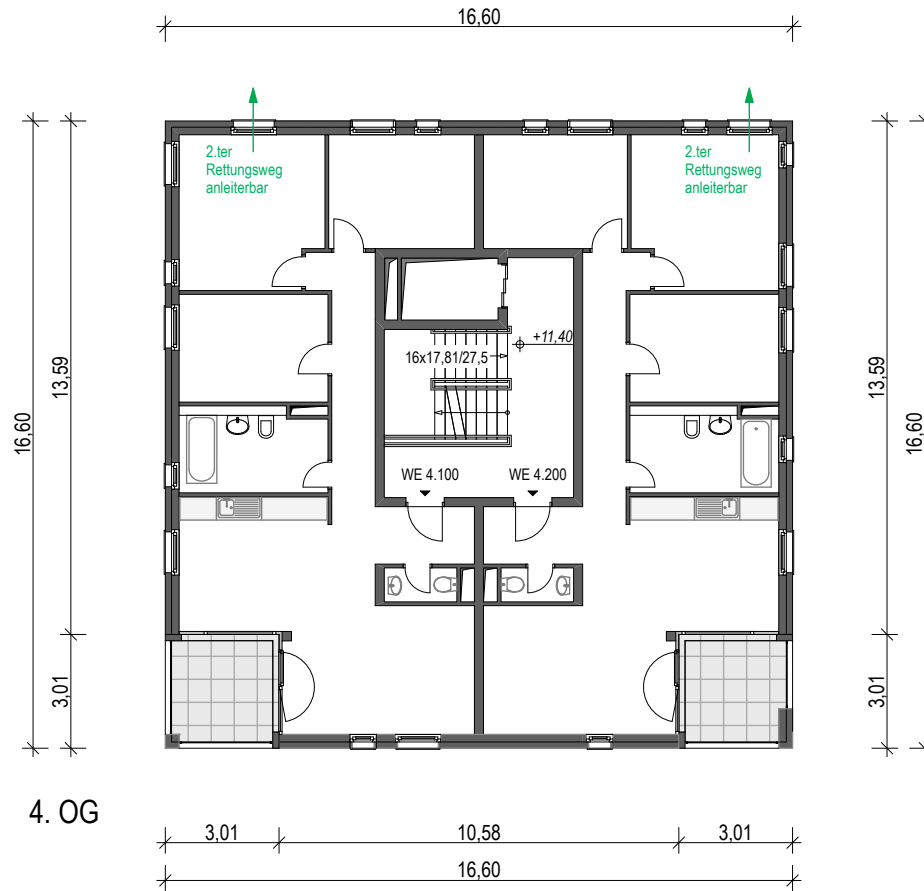 16,60
2.ter
Rettungsweg
anleiterbar
2.ter
Rettungsweg
anleiterbar
+11,40
16x17,81/27,5
13,59
16,60
13,59
16,60
WE 4.100
WE 4.200
3,01
3,01
4. OG
3,01
10,58
3,01
16,60